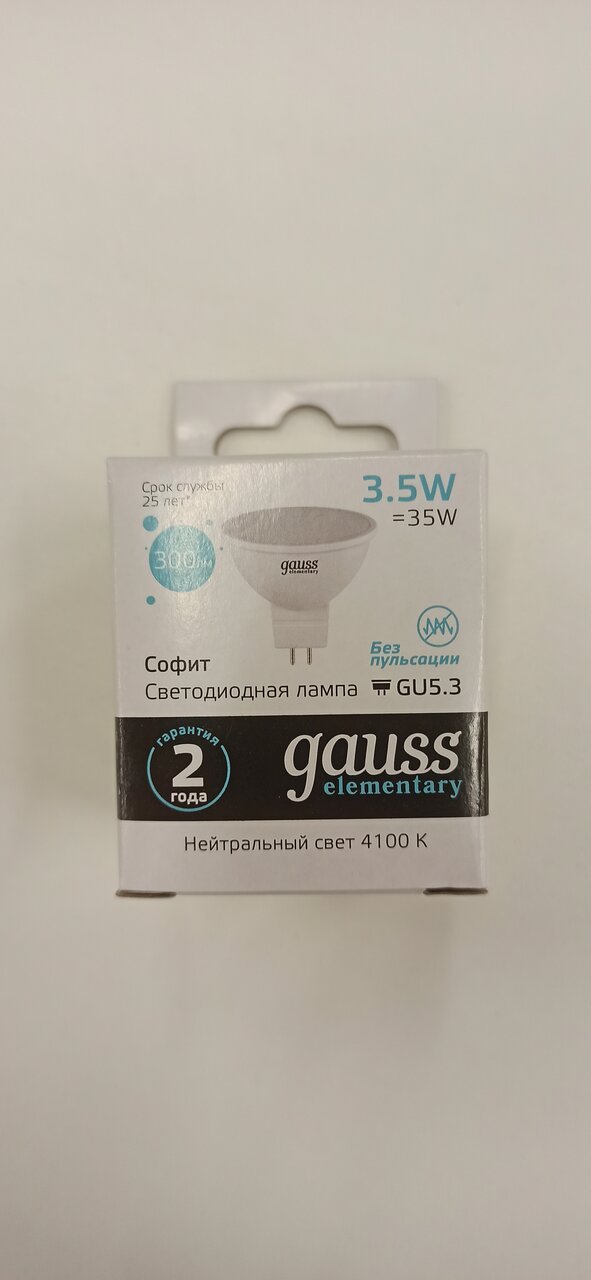 Срок службы
25 лет*
3.5W
=35W
300лм
gauss
elementary
Без
пульсации
Софит
Светодиодная лампа GU5.3
гарантия
2
года
gauss
elementary
Нейтральный свет 4100 К